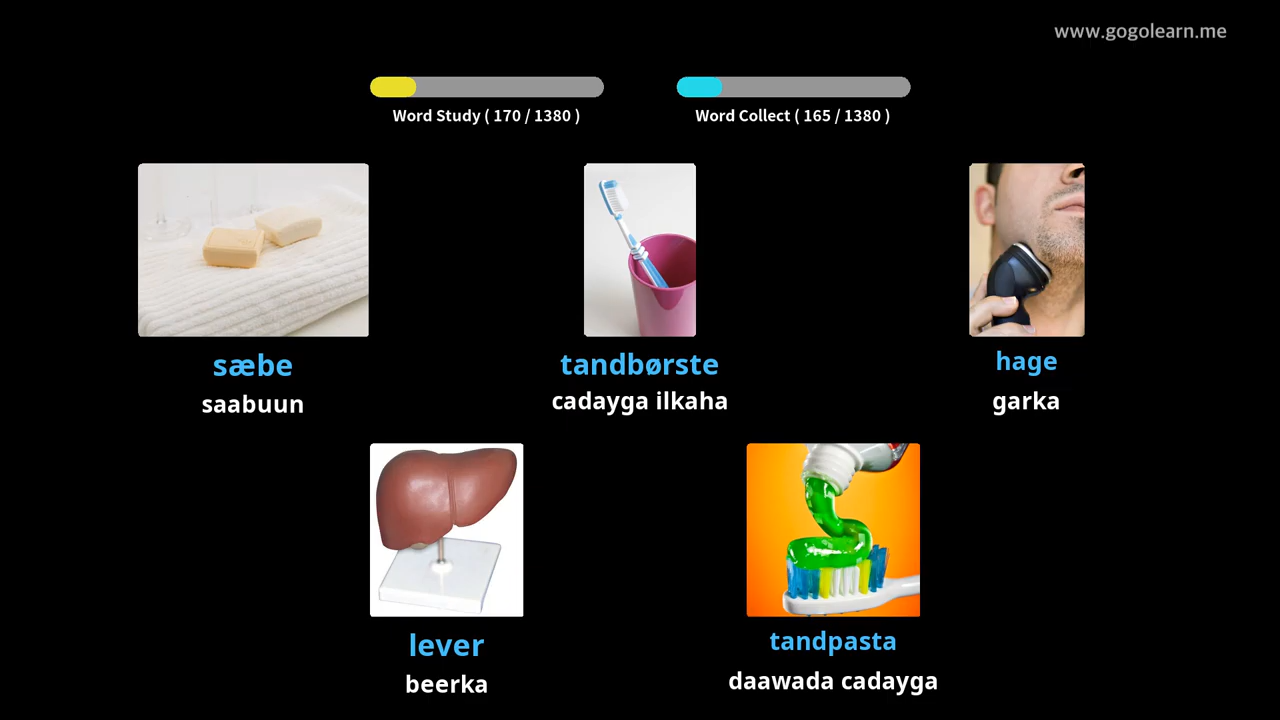 www.gogolearn.me
Word Study ( 170 / 1380 )
Word Collect ( 165 / 1380 )
sæbe
saabuun
tandbørste
cadayga ilkaha
hage
garka
lever
beerka
tandpasta
daawada cadayga